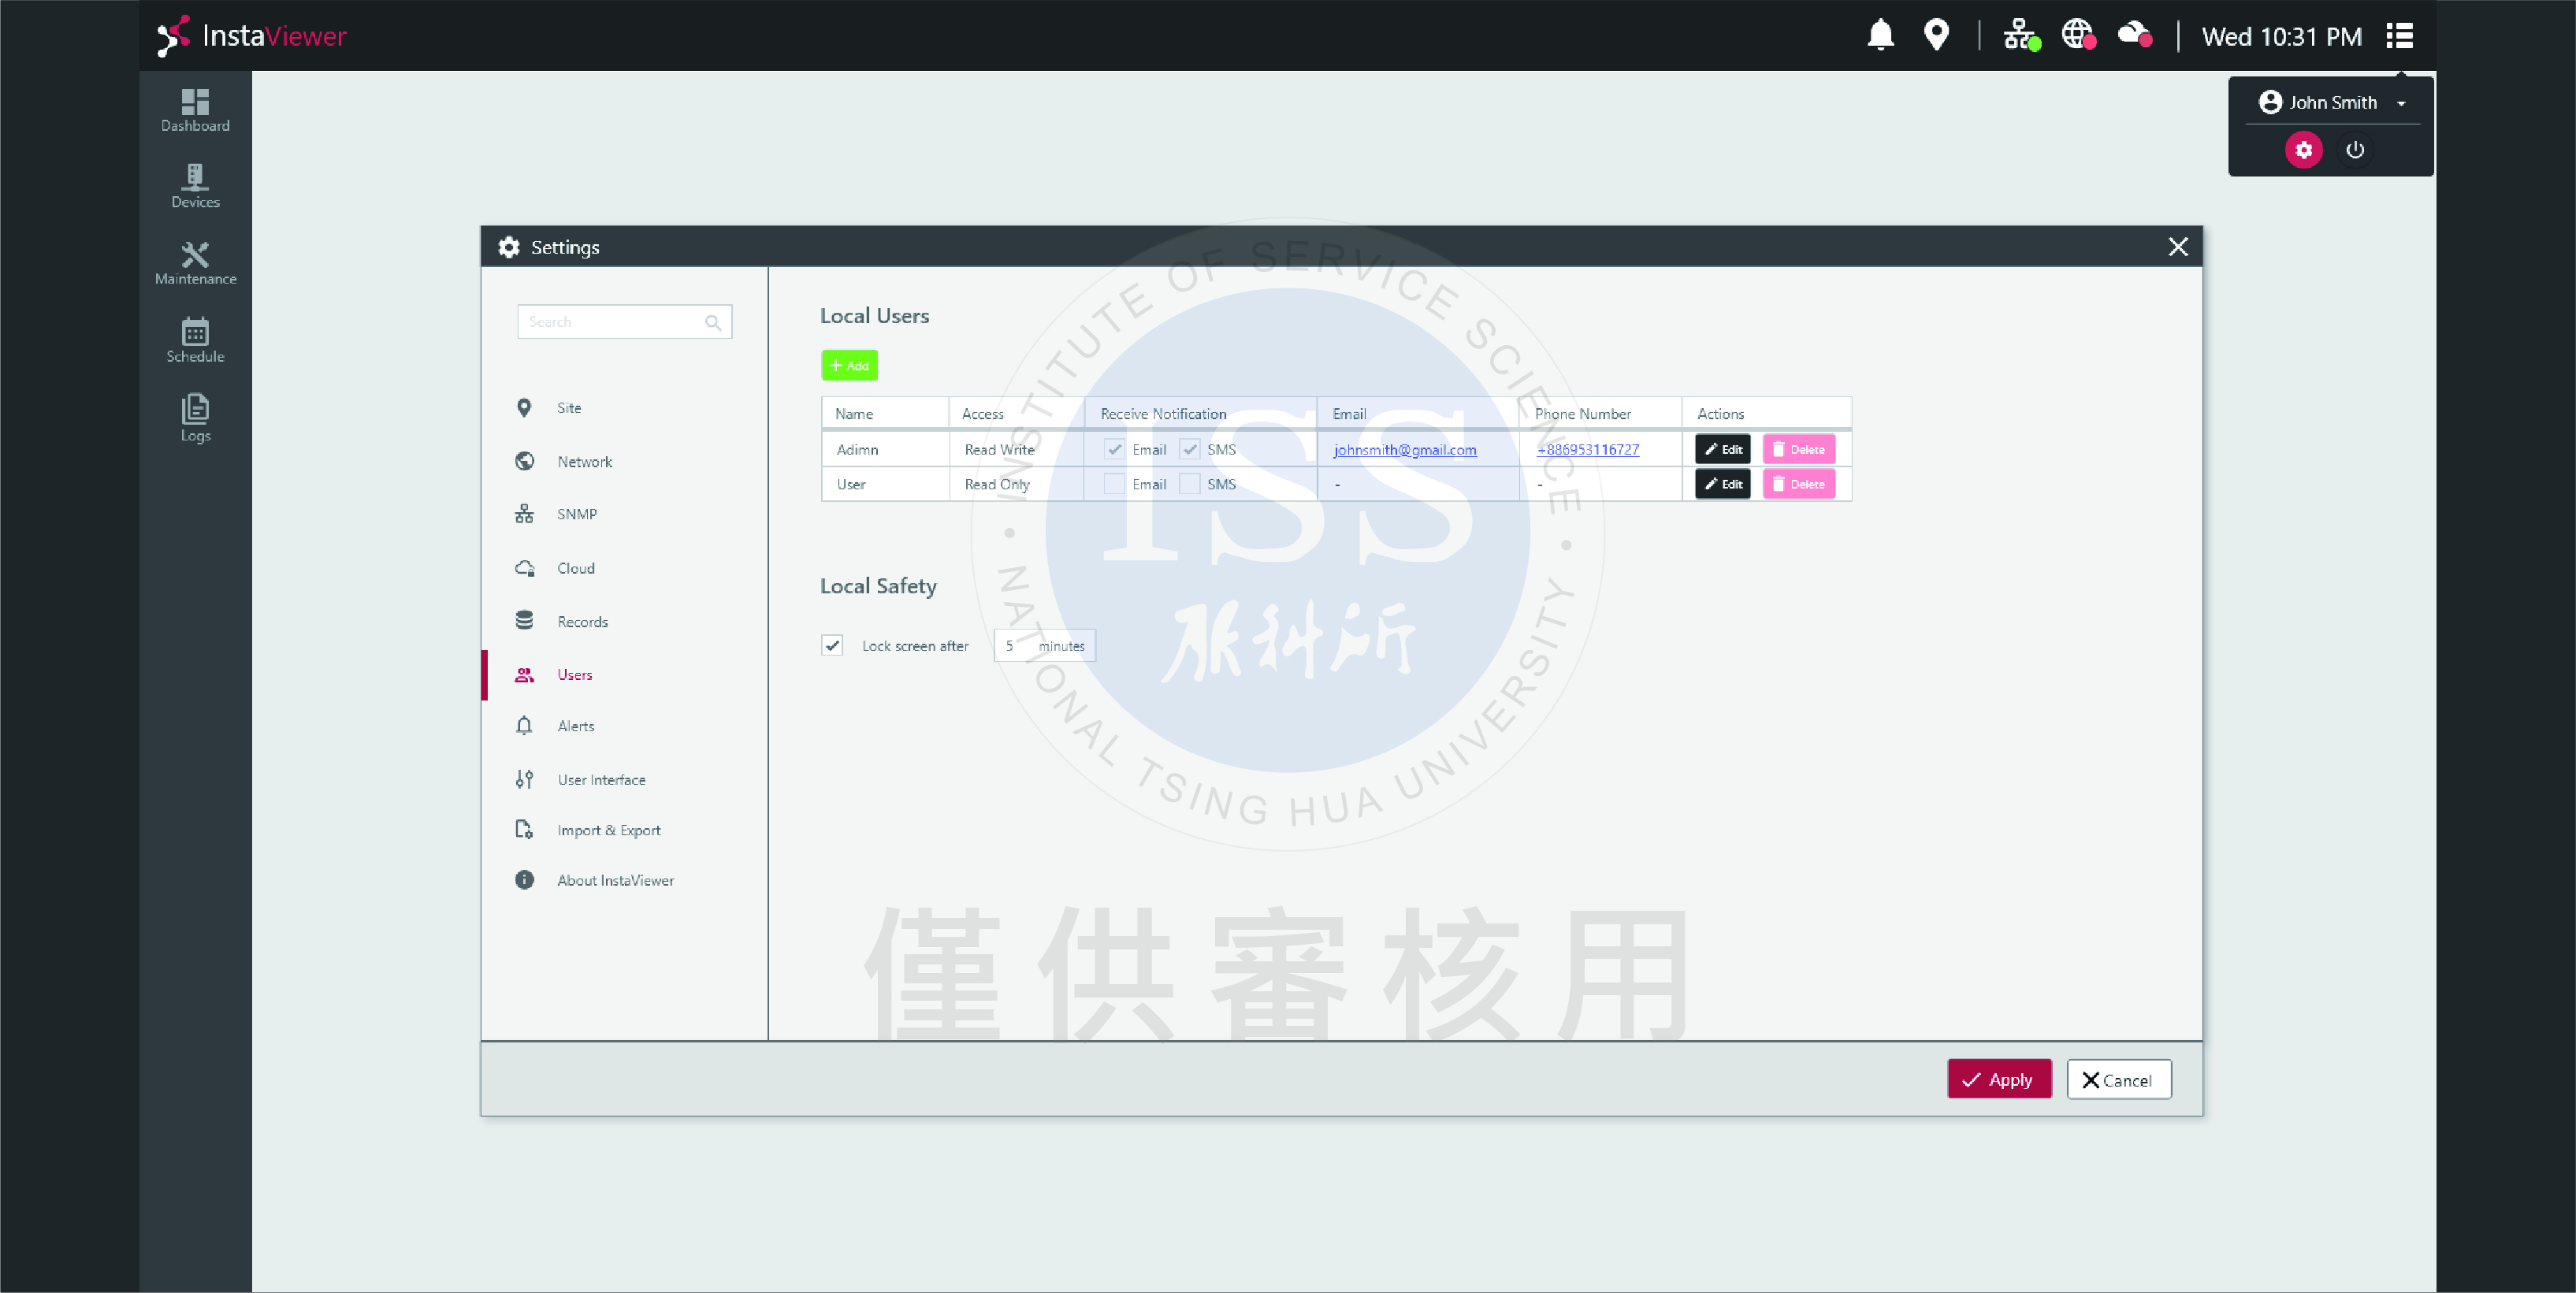 InstaViewer
Wed 10:31 PM
John Smith
Dashboard
Devices
Maintenance
Schedule
Logs
Settings
Search
Site
Network
SNMP
Cloud
Records
Users
Alerts
User Interface
Import & Export
About InstaViewer
Local Users
+ Add
Name Access Receive Notification Email Phone Number Actions
Adimn Read Write Email SMS johnsmith@gmail.com +886953116727 Edit Delete
User Read Only Email SMS - - Edit Delete
Local Safety
Lock screen after 5 minutes
Apply Cancel
INSTITUTE OF SERVICE SCIENCE
ISS
服科所
NATIONAL TSING HUA UNIVERSITY
僅供審核用